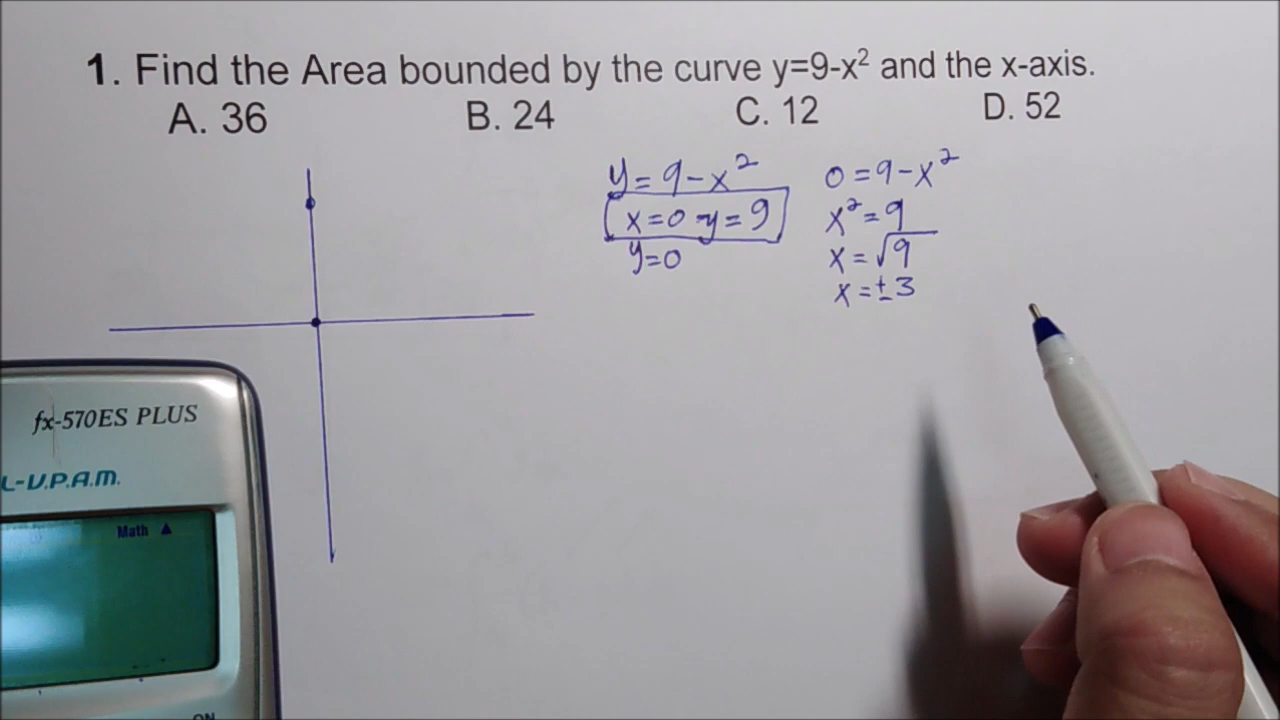 1. Find the Area bounded by the curve y=9-x² and the x-axis.
A. 36 B. 24 C. 12 D. 52
y=9-x²
x=0 y=9
y=0
0=9-x²
x²=9
x=√9
x=±3
fx-570ES PLUS
L-V.P.A.M.
Math ▲
ON